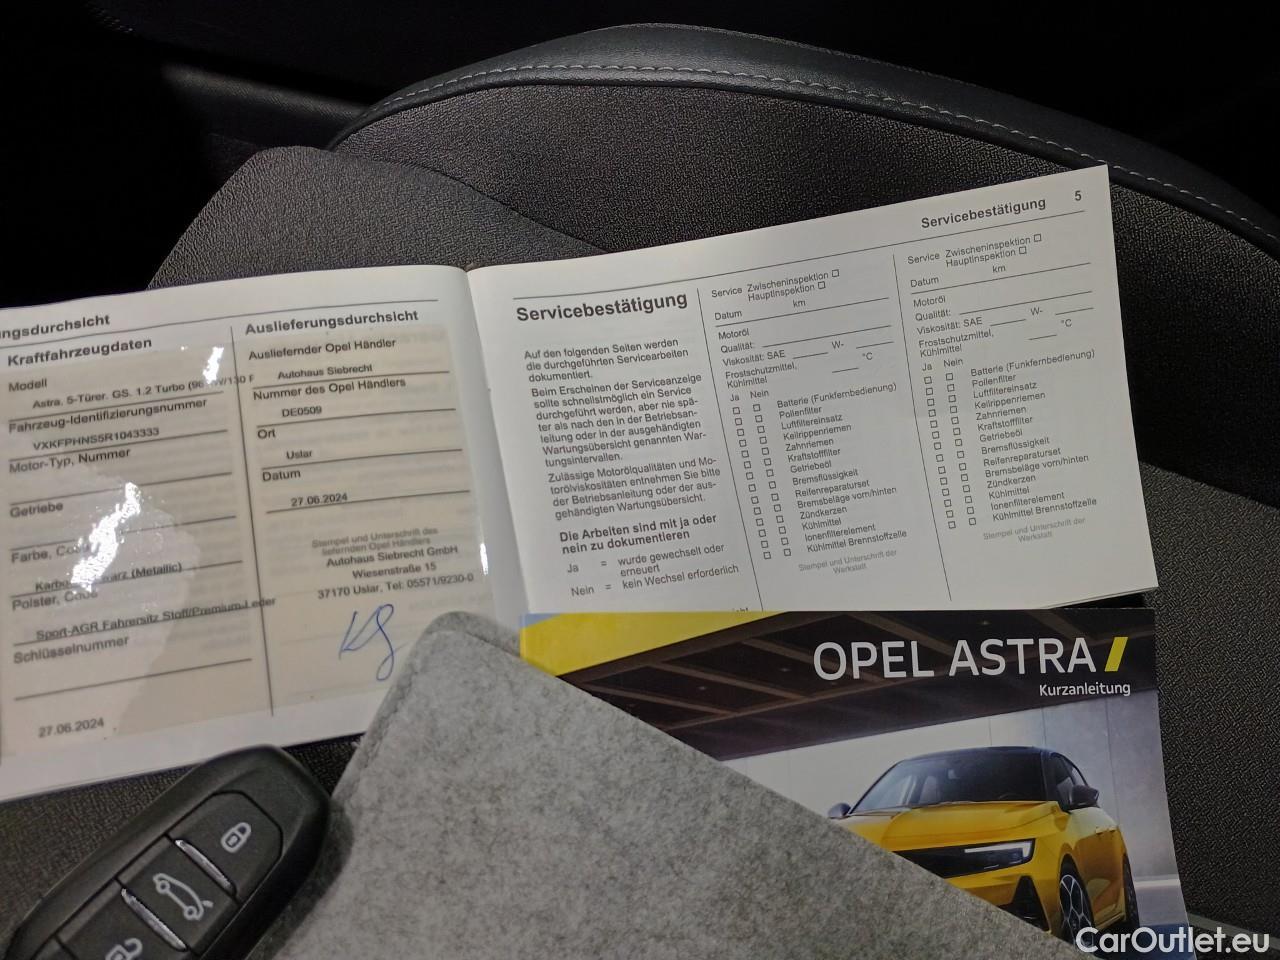 ungsdurchsicht
Kraftfahrzeugdaten
Modell
Astra, 5-Türer, GS, 1.2 Turbo (96
Fahrzeug-Identifizierungsnummer
VXKFPHNS5R1043333
Motor-Typ, Nummer
Getriebe
Farbe,
(Metallic)
Polster, Code
Sport-AGR Fahrersitz Stoff/Premium-Leder
Schlüsselnummer
27.06.2024
Auslieferungsdurchsicht
Ausliefernder Opel Händler
Autohaus Siebrecht
Nummer des Opel Händlers
DE0509
Ort
Uslar
Datum
27.06.2024
Stempel und Unterschrift des
liefernden Opel Händlers
Autohaus Siebrecht GmbH
Wiesenstraße 15
37170 Uslar, Tel: 05571/9230-0
Servicebestätigung 5
Servicebestätigung
Auf den folgenden Seiten werden
die durchgeführten Servicearbeiten
dokumentiert.
Beim Erscheinen der Serviceanzeige
sollte schnellstmöglich ein Service
durchgeführt werden, aber nie spä-
ter als nach den in der Betriebsan-
leitung oder in der ausgehändigten
Wartungsübersicht genannten War-
tungsintervallen.
Zulässige Motorölqualitäten und Mo-
torölviskositäten entnehmen Sie bitte
der Betriebsanleitung oder der aus-
gehändigten Wartungsübersicht.
Die Arbeiten sind mit ja oder
nein zu dokumentieren
Ja = wurde gewechselt oder
erneuert
Nein = kein Wechsel erforderlich
Service Zwischeninspektion
Hauptinspektion
Datum km
Motoröl
Qualität:
Viskosität: SAE W-
Frostschutzmittel, °C
Kühlmittel
Ja Nein
Batterie (Funkfernbedienung)
Pollenfilter
Luftfiltereinsatz
Keilrippenriemen
Zahnriemen
Kraftstofffilter
Getriebeöl
Bremsflüssigkeit
Reifenreparaturset
Bremsbeläge vorn/hinten
Zündkerzen
Kühlmittel
Ionenfilterelement
Kühlmittel Brennstoffzelle
Stempel und Unterschrift der
Werkstatt
Service Zwischeninspektion
Hauptinspektion
Datum km
Motoröl
Qualität:
Viskosität: SAE W-
Frostschutzmittel, °C
Kühlmittel
Ja Nein
Batterie (Funkfernbedienung)
Pollenfilter
Luftfiltereinsatz
Keilrippenriemen
Zahnriemen
Kraftstofffilter
Getriebeöl
Bremsflüssigkeit
Reifenreparaturset
Bremsbeläge vorn/hinten
Zündkerzen
Kühlmittel
Ionenfilterelement
Kühlmittel Brennstoffzelle
Stempel und Unterschrift der
Werkstatt
OPEL ASTRA
Kurzanleitung
CarOutlet.eu